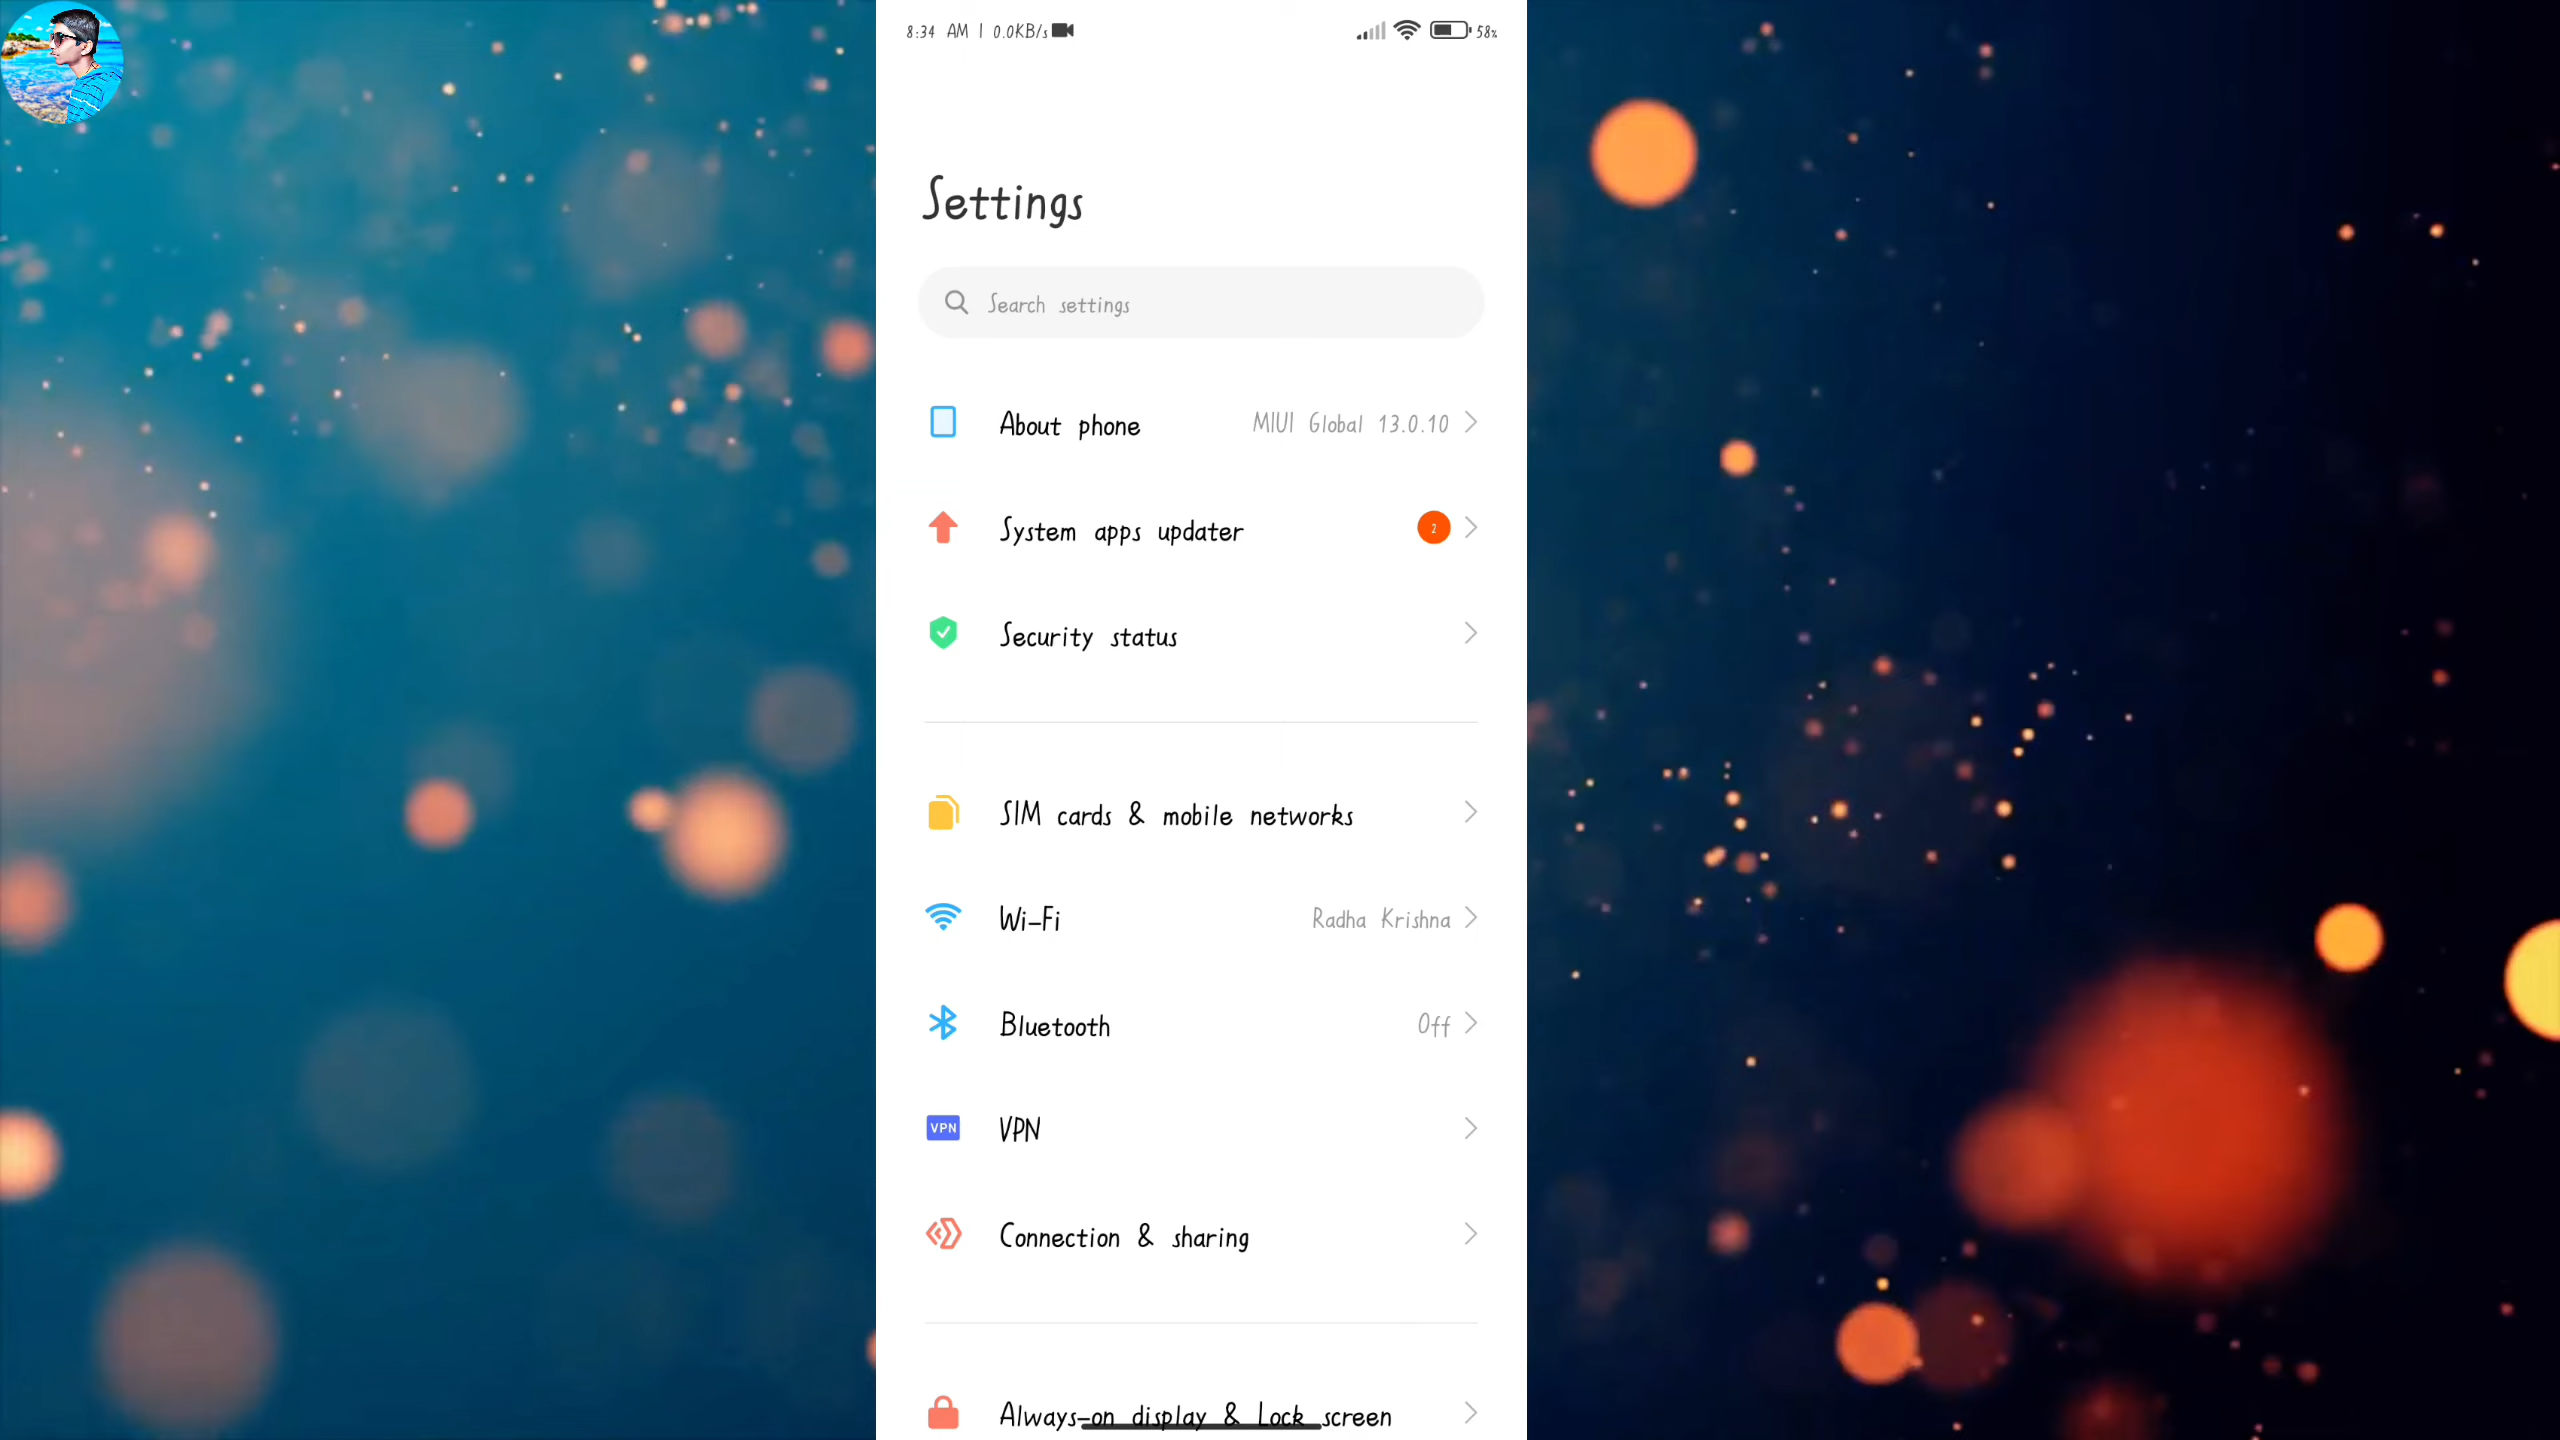 8:34 AM | 0.0KB/s 58%
Settings
Search settings
About phone MIUI Global 13.0.10
System apps updater 2
Security status
SIM cards & mobile networks
Wi-Fi Radha Krishna
Bluetooth Off
VPN VPN
Connection & sharing
Always-on display & Lock screen